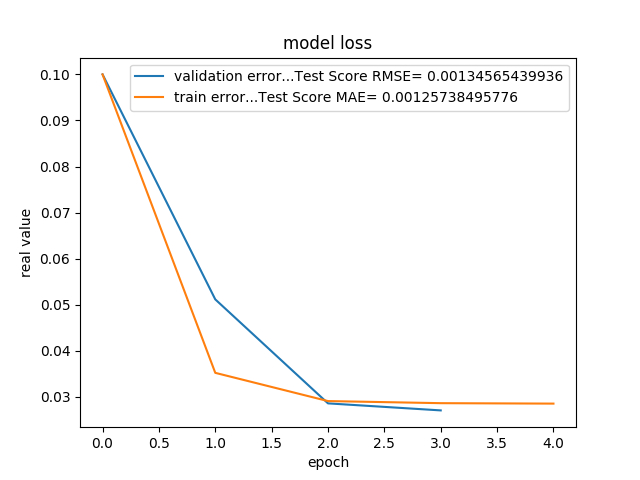 model loss
validation error...Test Score RMSE= 0.00134565439936
train error...Test Score MAE= 0.00125738495776
real value
0.10
0.09
0.08
0.07
0.06
0.05
0.04
0.03
0.0 0.5 1.0 1.5 2.0 2.5 3.0 3.5 4.0
epoch